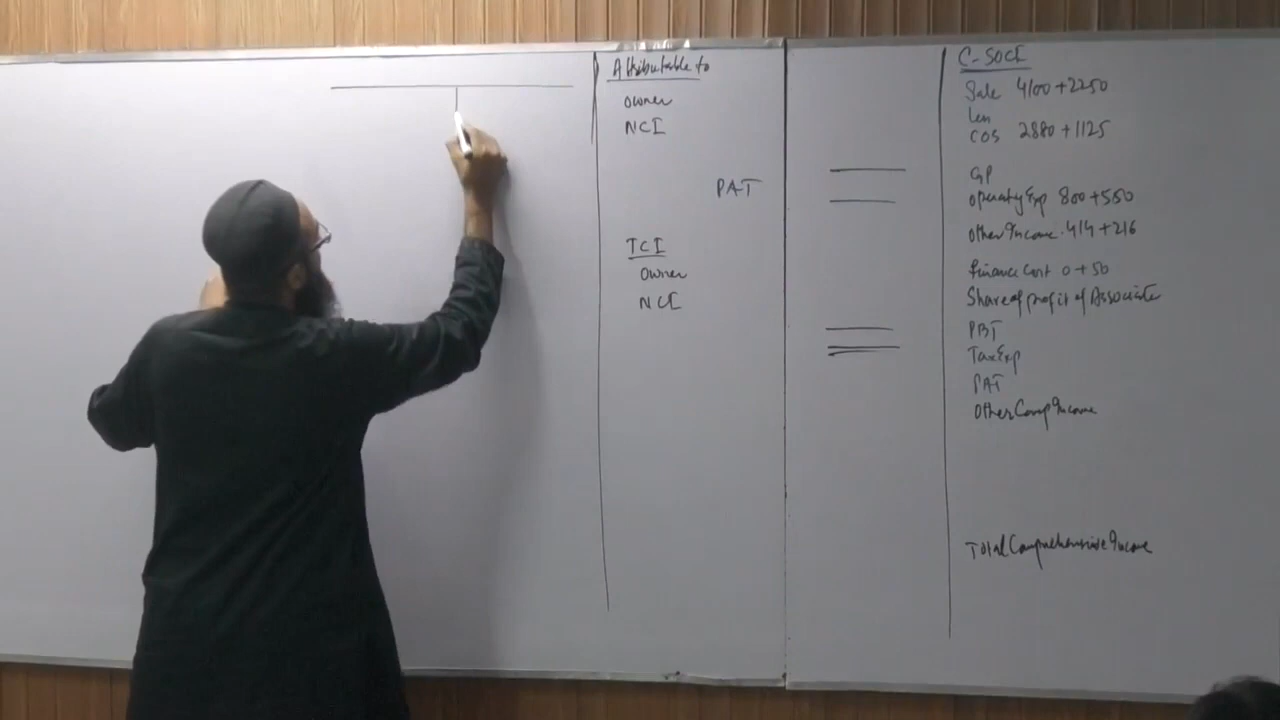 Attributable to
Owner
NCI
PAT
TCI
Owner
NCI
C-SOCI
Sale 4100+2250
Less
COS 2880+1125
GP
Operating Exp 800+550
Other Income 414+216
Finance Cost 0+50
Share of profit of Associate
PBT
Tax Exp
PAT
Other Comp Income
Total Comprehensive Income